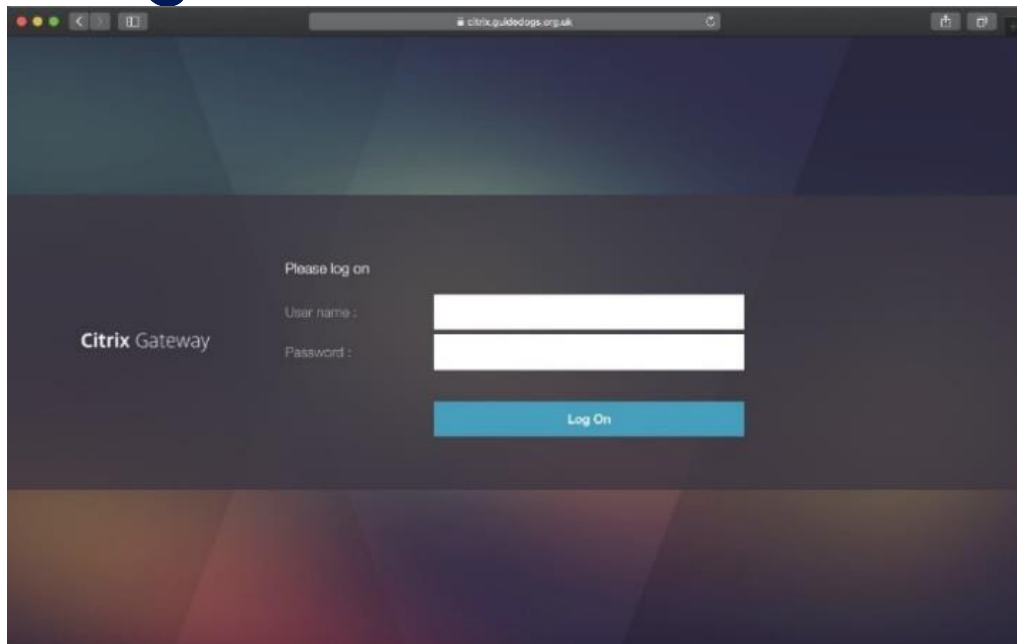 citrix.guidedogs.org.uk
Please log on
User name :
Citrix Gateway
Password :
Log On